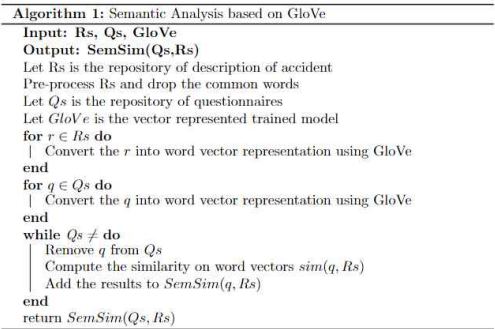 Algorithm 1: Semantic Analysis based on GloVe
Input: Rs, Qs, GloVe
Output: SemSim(Qs,Rs)
Let Rs is the repository of description of accident
Pre-process Rs and drop the common words
Let Qs is the repository of questionnaires
Let GloVe is the vector represented trained model
for r ∈ Rs do
Convert the r into word vector representation using GloVe
end
for q ∈ Qs do
Convert the q into word vector representation using GloVe
end
while Qs ≠ do
Remove q from Qs
Compute the similarity on word vectors sim(q, Rs)
Add the results to SemSim(q, Rs)
end
return SemSim(Qs, Rs)